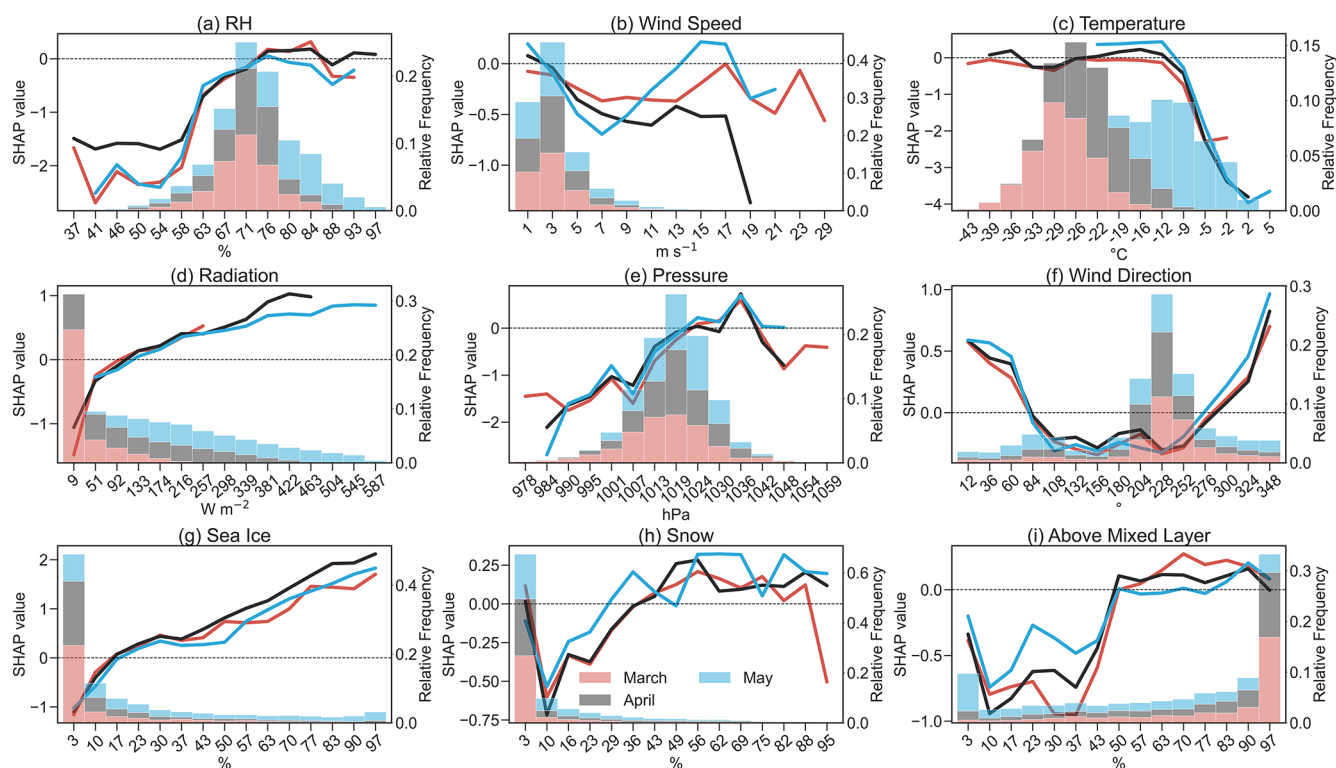 (a) RH
(b) Wind Speed
(c) Temperature
SHAP value
0
−1
−2
37 41 46 50 54 58 63 67 71 76 80 84 88 93 97
%
0.2
0.1
0.0
Relative Frequency
SHAP value
0.0
−0.5
−1.0
1 3 5 7 9 11 13 15 17 19 21 23 29
m s−1
0.4
0.3
0.2
0.1
0.0
Relative Frequency
SHAP value
0
−1
−2
−3
−4
-43 -39 -36 -33 -29 -26 -22 -19 -16 -12 -9 -5 -2 2 5
°C
0.15
0.10
0.05
0.00
Relative Frequency
(d) Radiation
(e) Pressure
(f) Wind Direction
SHAP value
1
0
−1
9 51 92 133 174 216 257 298 339 381 422 463 504 545 587
W m−2
0.3
0.2
0.1
0.0
Relative Frequency
SHAP value
0
−1
−2
978 984 990 995 1001 1007 1013 1019 1024 1030 1036 1042 1048 1054 1059
hPa
0.2
0.1
0.0
Relative Frequency
SHAP value
1.0
0.5
0.0
12 36 60 84 108 132 156 180 204 228 252 276 300 324 348
°
0.3
0.2
0.1
0.0
Relative Frequency
(g) Sea Ice
(h) Snow
(i) Above Mixed Layer
SHAP value
2
1
0
−1
3 10 17 23 30 37 43 50 57 63 70 77 83 90 97
%
0.4
0.2
0.0
Relative Frequency
SHAP value
0.25
0.00
−0.25
−0.50
−0.75
March
April
May
3 10 16 23 29 36 42 49 56 62 69 75 82 88 95
%
0.6
0.4
0.2
0.0
Relative Frequency
SHAP value
0.0
−0.5
−1.0
3 10 17 23 30 37 43 50 57 63 70 77 83 90 97
%
0.3
0.2
0.1
0.0
Relative Frequency